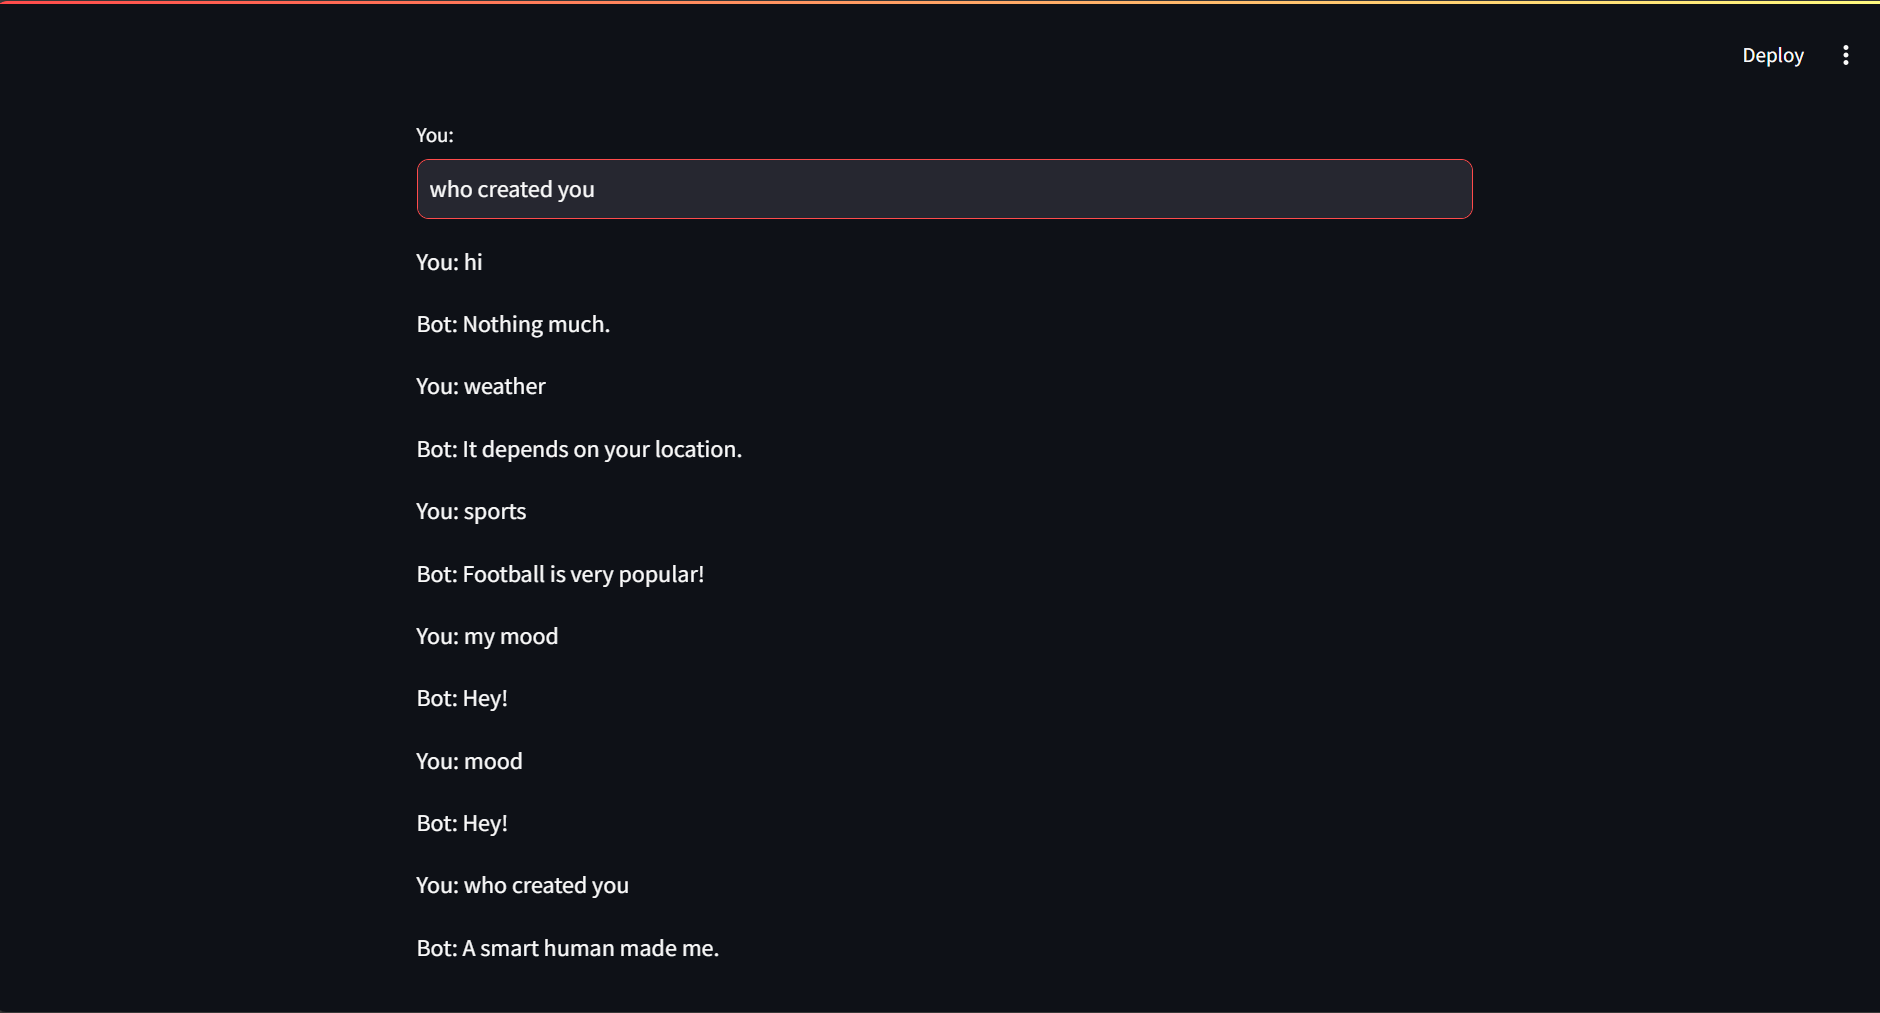 Deploy
You:
who created you
You: hi
Bot: Nothing much.
You: weather
Bot: It depends on your location.
You: sports
Bot: Football is very popular!
You: my mood
Bot: Hey!
You: mood
Bot: Hey!
You: who created you
Bot: A smart human made me.